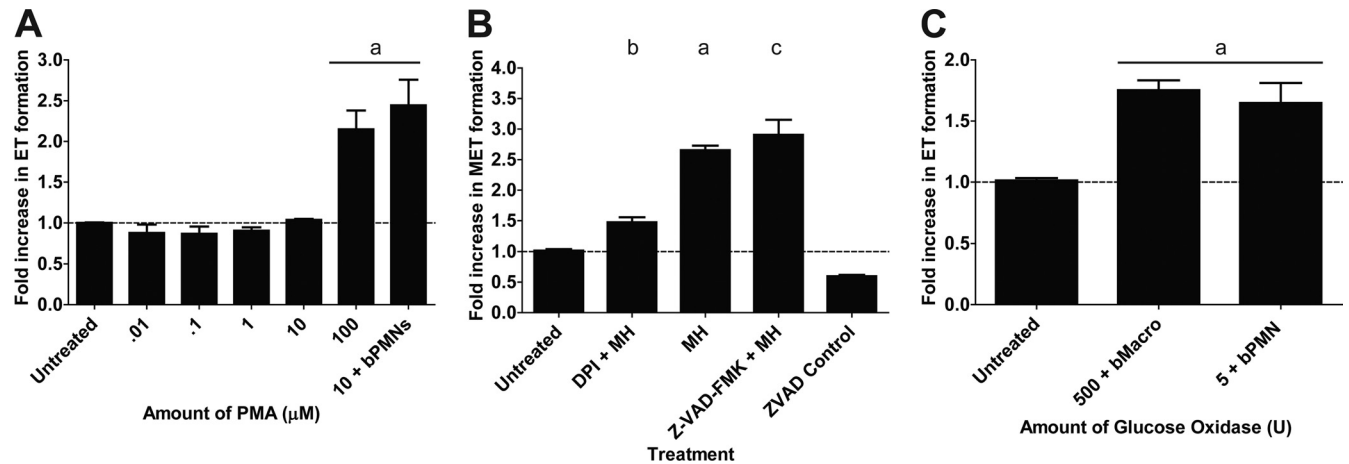 A
a
Fold increase in ET formation
3.0
2.5
2.0
1.5
1.0
0.5
0.0
Untreated
.01
.1
1
10
100
10 + bPMNs
Amount of PMA (μM)
B
b
a
c
Fold increase in MET formation
4.0
3.5
3.0
2.5
2.0
1.5
1.0
0.5
0.0
Untreated
DPI + MH
MH
Z-VAD-FMK + MH
ZVAD Control
Treatment
C
a
Fold increase in ET formation
2.0
1.5
1.0
0.5
0.0
Untreated
500 + bMacro
5 + bPMN
Amount of Glucose Oxidase (U)